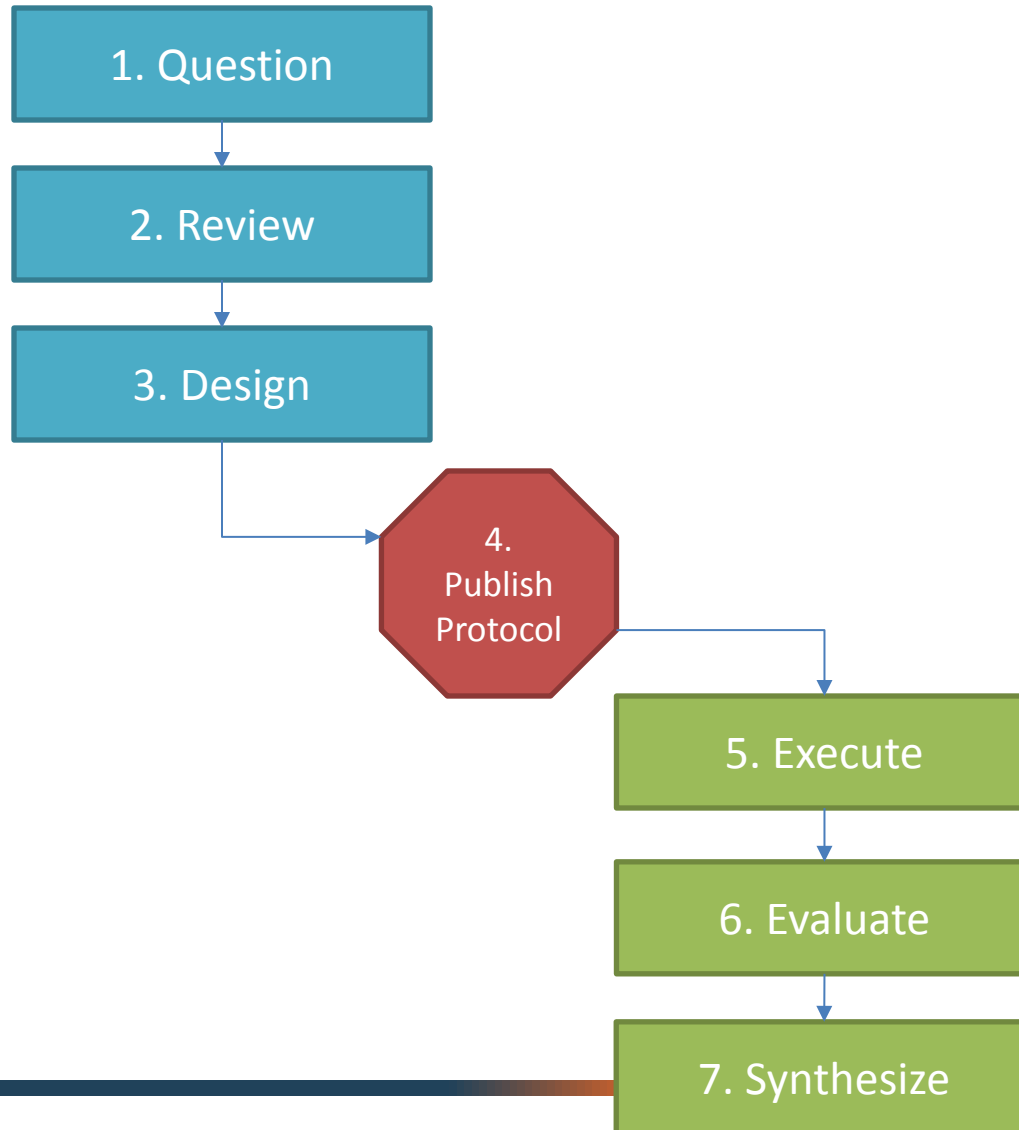 1. Question
2. Review
3. Design
4.
Publish
Protocol
5. Execute
6. Evaluate
7. Synthesize